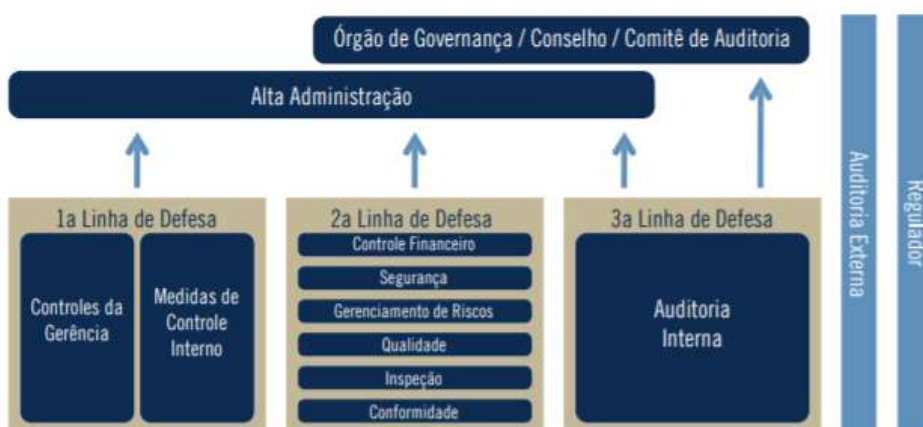 Órgão de Governança / Conselho / Comitê de Auditoria
Alta Administração
1a Linha de Defesa
Controles da
Gerência
Medidas de
Controle
Interno
2a Linha de Defesa
Controle Financeiro
Segurança
Gerenciamento de Riscos
Qualidade
Inspeção
Conformidade
3a Linha de Defesa
Auditoria
Interna
Auditoria Externa
Regulador